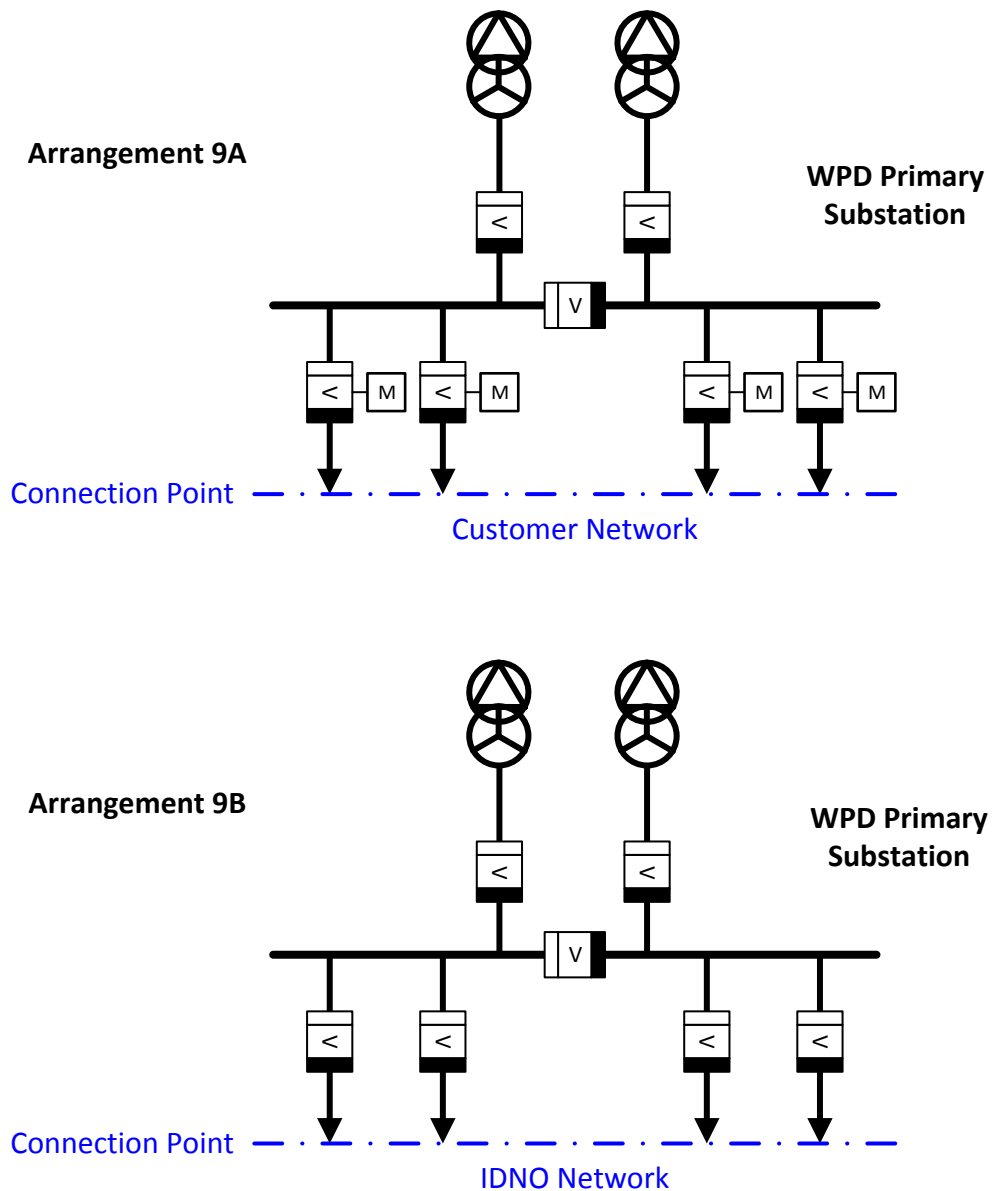 Arrangement 9A
WPD Primary
Substation
<
<
V
<
M
<
M
<
M
<
M
Connection Point
Customer Network
Arrangement 9B
WPD Primary
Substation
<
<
V
<
<
<
<
Connection Point
IDNO Network